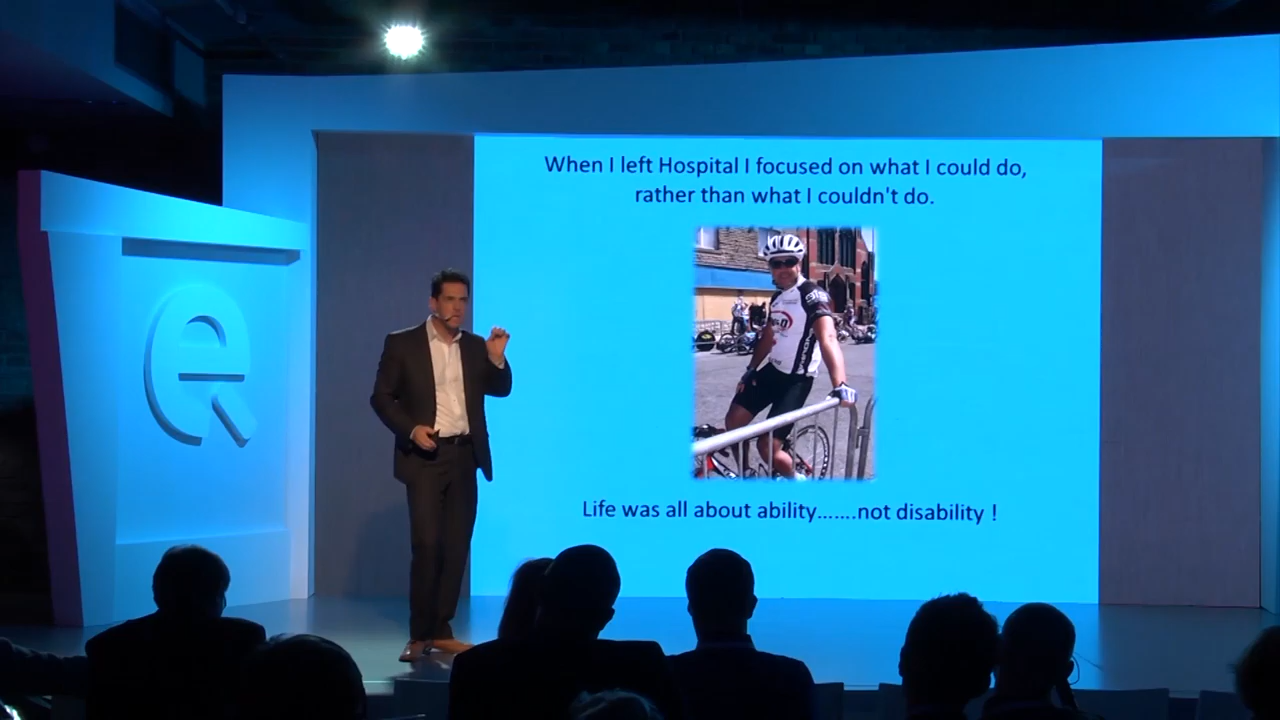 When I left Hospital I focused on what I could do,
rather than what I couldn't do.
Life was all about ability.......not disability !